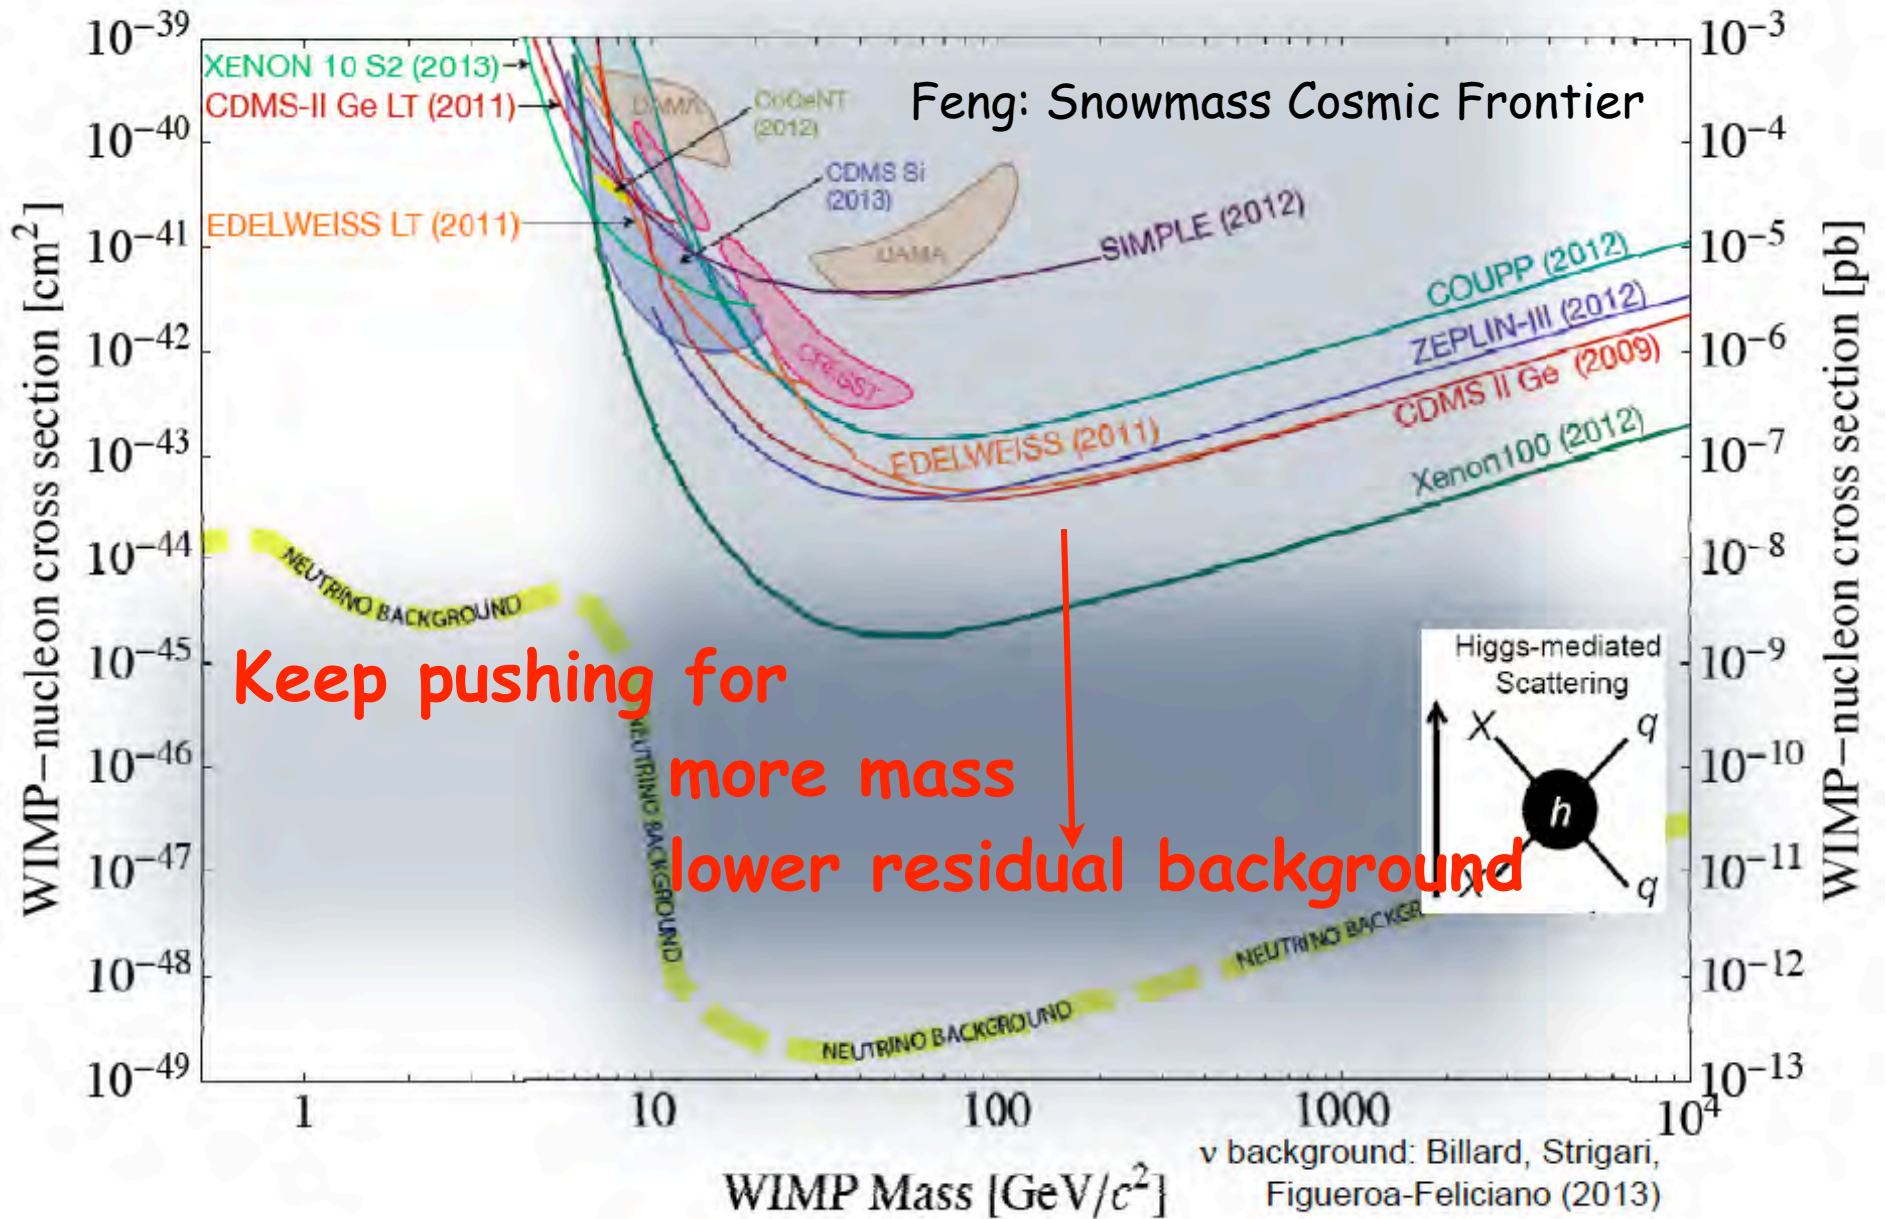 10−39
10−40
10−41
10−42
10−43
10−44
10−45
10−46
10−47
10−48
10−49
WIMP−nucleon cross section [cm2]
XENON 10 S2 (2013)
CDMS-II Ge LT (2011)
EDELWEISS LT (2011)
DAMA
CoGeNT
(2012)
CDMS Si
(2013)
Feng: Snowmass Cosmic Frontier
DAMA
CRESST
SIMPLE (2012)
COUPP (2012)
ZEPLIN-III (2012)
CDMS II Ge (2009)
EDELWEISS (2011)
Xenon100 (2012)
NEUTRINO BACKGROUND
Keep pushing for
more mass
lower residual background
NEUTRINO BACKGROUND
NEUTRINO BACKGROUND
NEUTRINO BACKGR
Higgs-mediated
Scattering
X q
h
X q
10−3
10−4
10−5
10−6
10−7
10−8
10−9
10−10
10−11
10−12
10−13
WIMP−nucleon cross section [pb]
1 10 100 1000 104
WIMP Mass [GeV/c2]
ν background: Billard, Strigari,
Figueroa-Feliciano (2013)